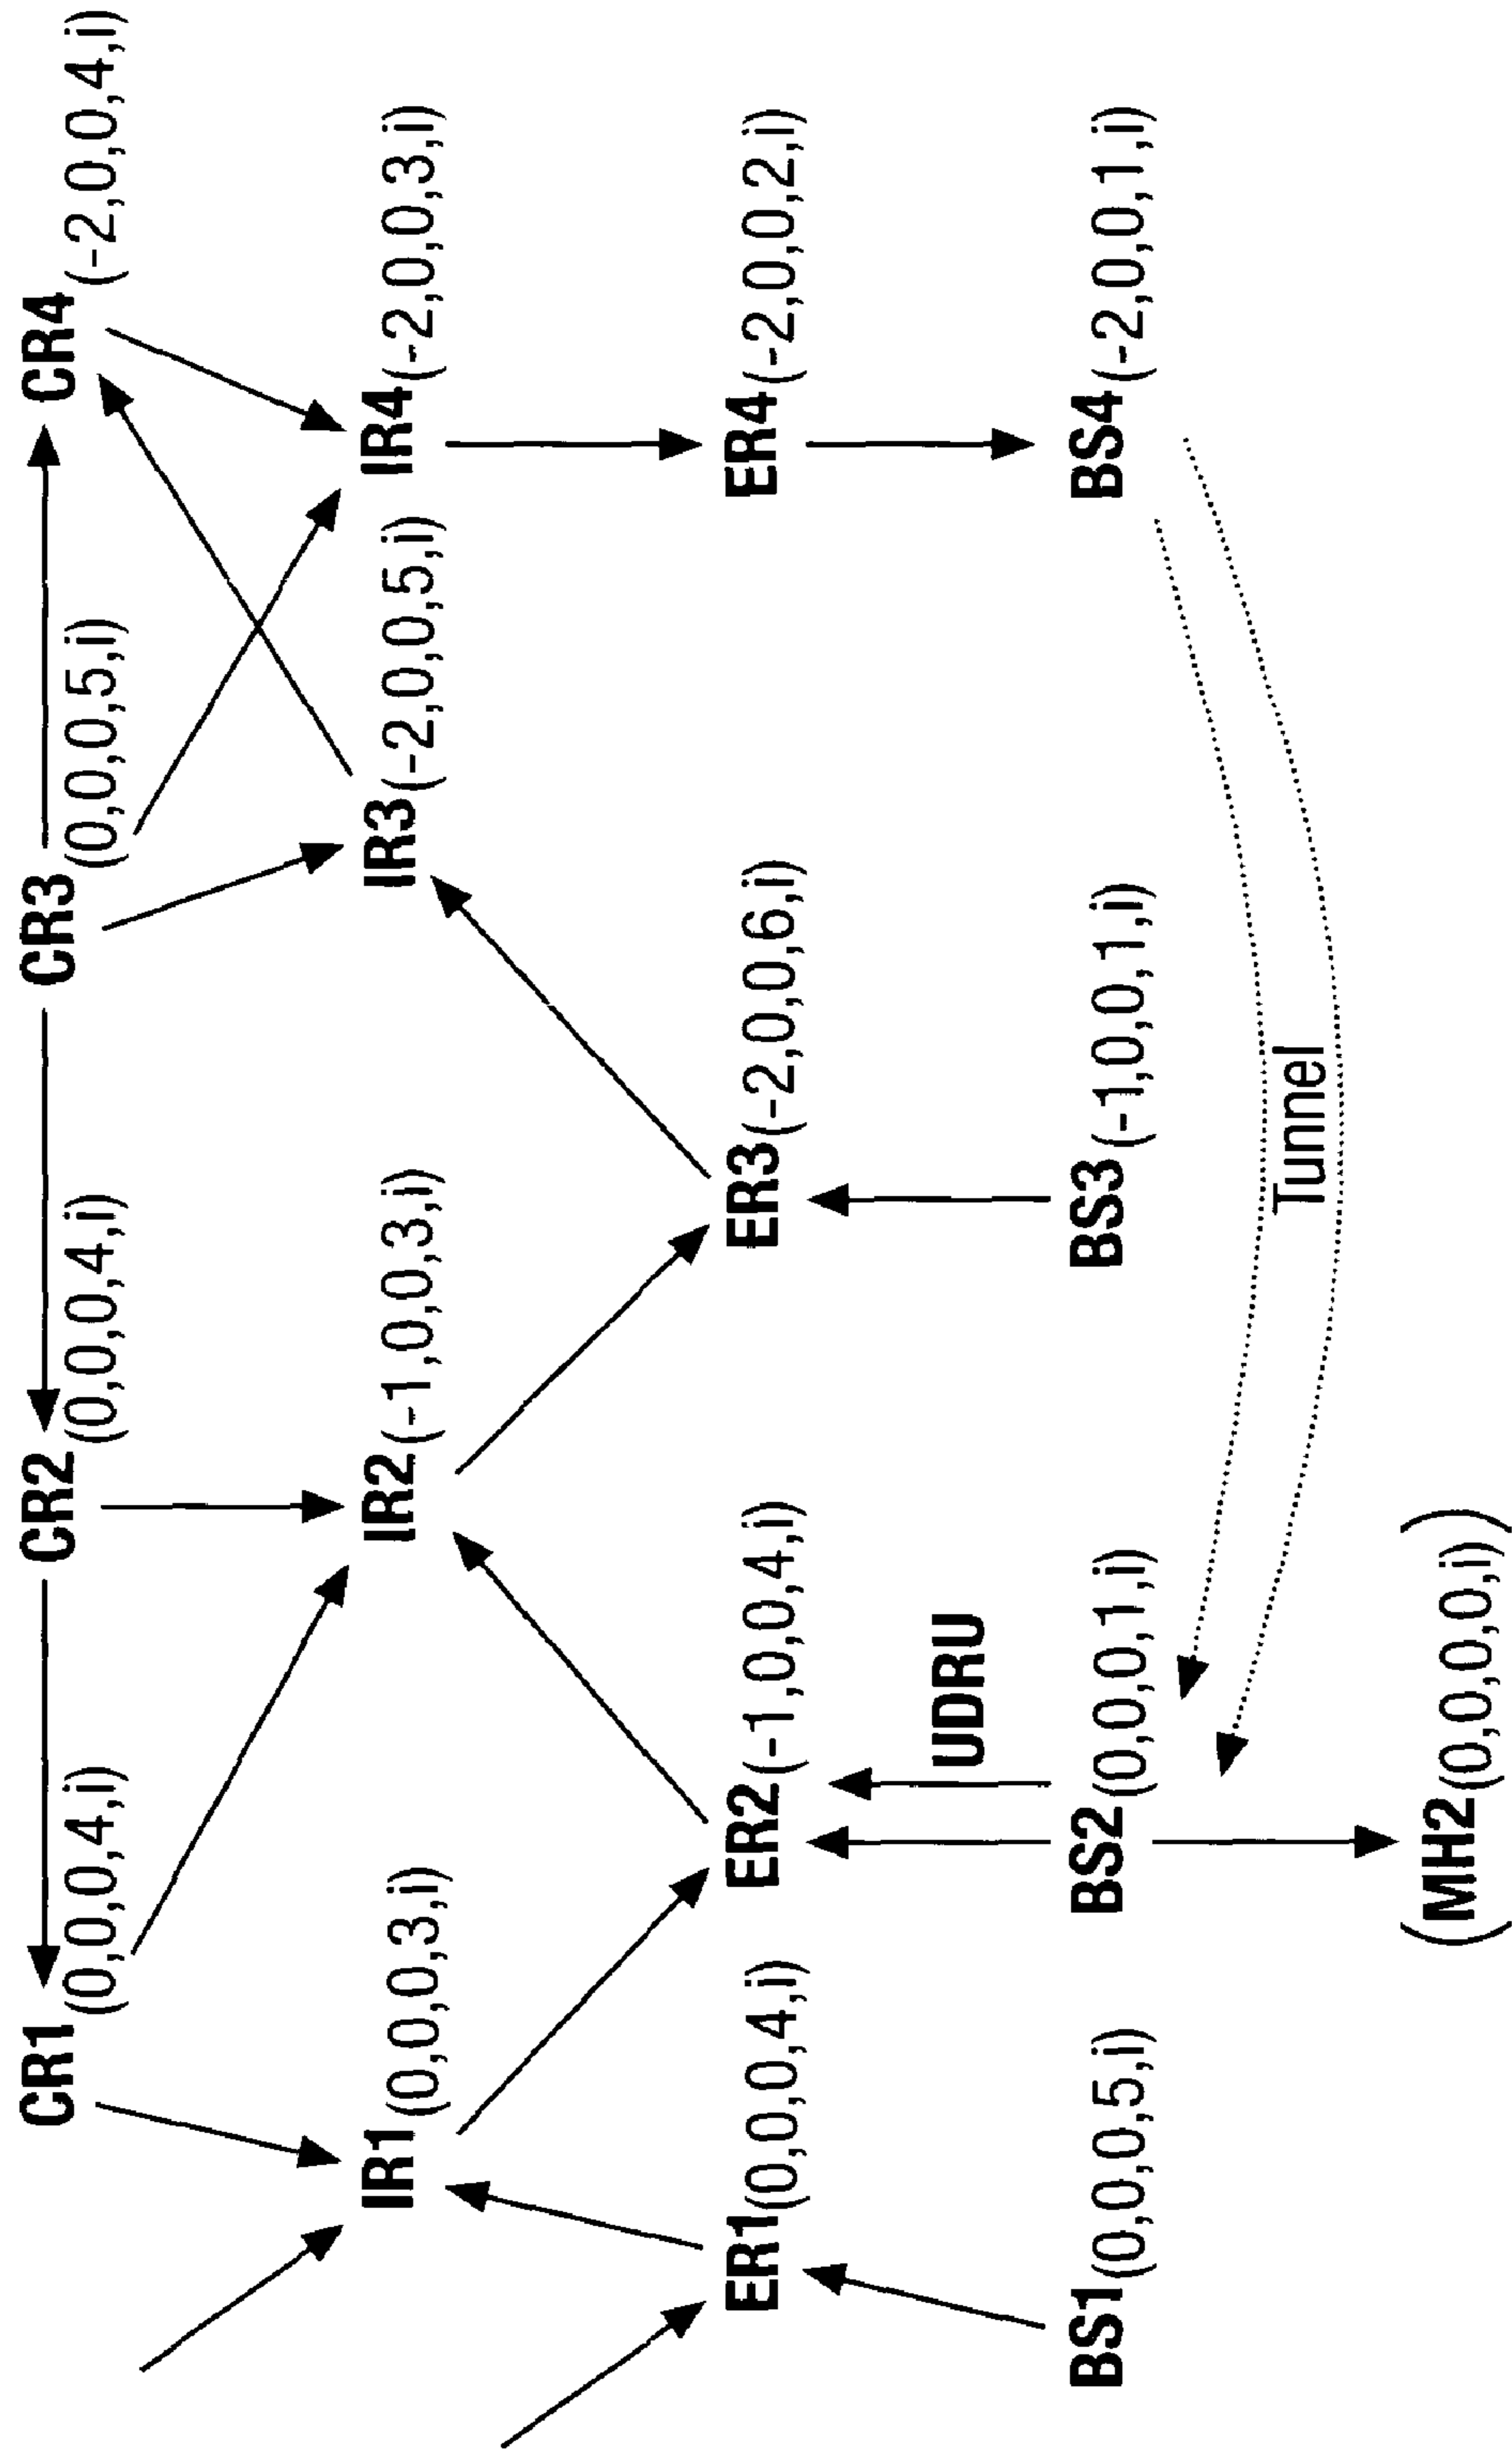 CR1 (0,0,0,4,i)
CR2 (0,0,0,4,i)
CR3 (0,0,0,5,i)
CR4 (-2,0,0,4,i)
IR1 (0,0,0,3,i)
IR2 (-1,0,0,3,i)
IR3 (-2,0,0,5,i)
IR4 (-2,0,0,3,i)
ER1 (0,0,0,4,i)
ER2 (-1,0,0,4,i)
ER3 (-2,0,0,6,i)
ER4 (-2,0,0,2,i)
UDRU
BS1 (0,0,0,5,i)
BS2 (0,0,0,1,i)
BS3 (-1,0,0,1,i)
BS4 (-2,0,0,1,i)
Tunnel
(MH2 (0,0,0,0,i))